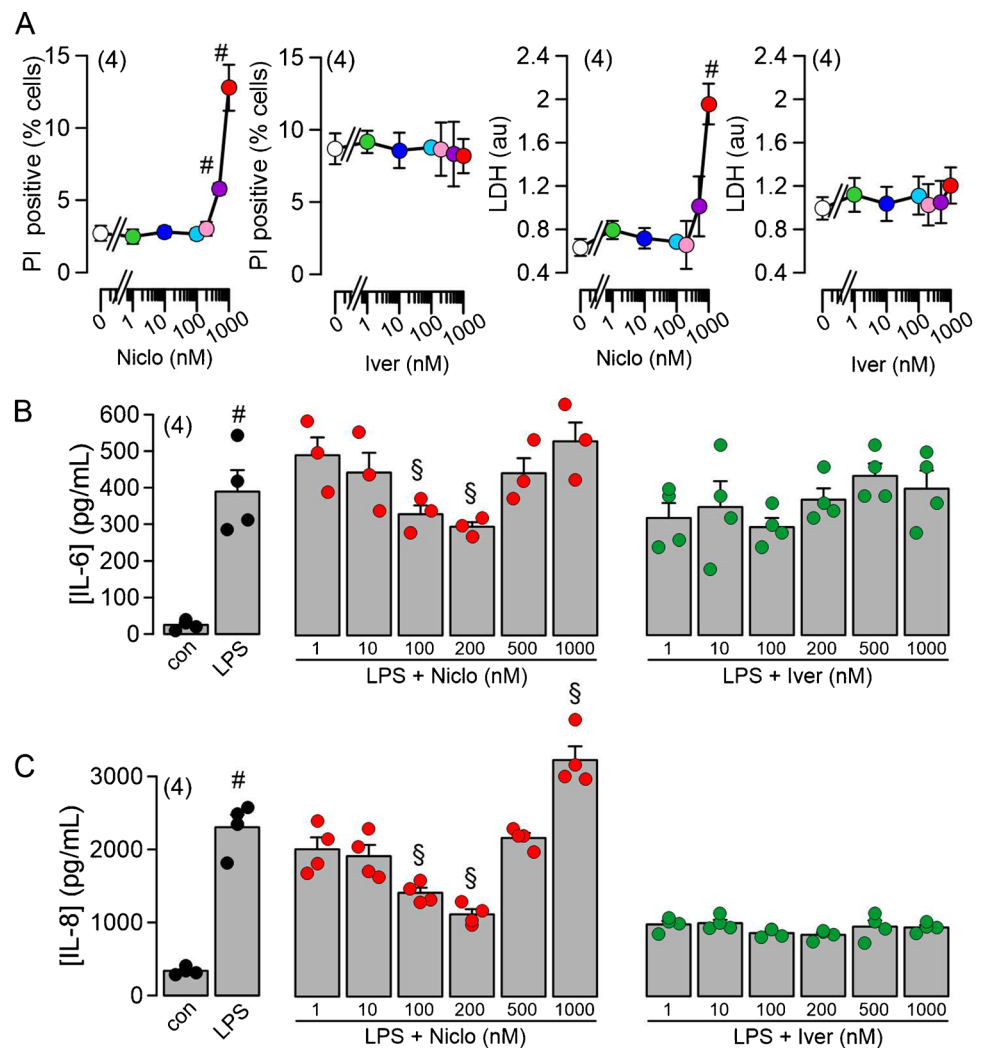 A
(4) # # PI positive (% cells) 15 10 5 0
0 1 10 100 1000
Niclo (nM)
(4) PI positive (% cells) 15 10 5 0
0 1 10 100 1000
Iver (nM)
(4) # LDH (au) 2.4 2 1.6 1.2 0.8 0.4
0 1 10 100 1000
Niclo (nM)
(4) LDH (au) 2.4 2 1.6 1.2 0.8 0.4
0 1 10 100 1000
Iver (nM)
B
[IL-6] (pg/mL)
600 500 400 300 200 100 0
(4) # § §
con LPS
1 10 100 200 500 1000
LPS + Niclo (nM)
1 10 100 200 500 1000
LPS + Iver (nM)
C
[IL-8] (pg/mL)
3000 2000 1000 0
(4) # § § §
con LPS
1 10 100 200 500 1000
LPS + Niclo (nM)
1 10 100 200 500 1000
LPS + Iver (nM)